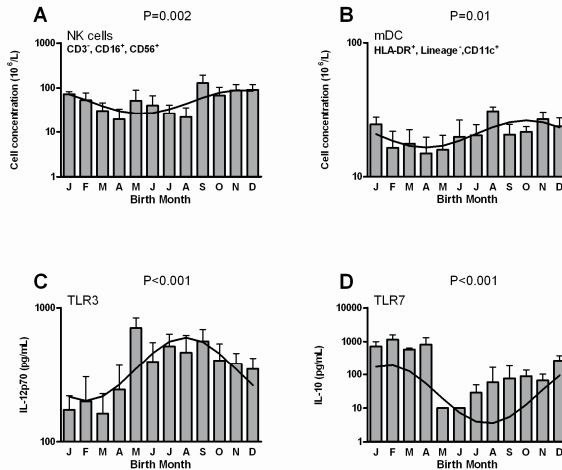 A
P=0.002
NK cells
CD3-, CD16+, CD56+
Cell concentration (10^6/L)
1000
100
10
1
J F M A M J J A S O N D
Birth Month
B
P=0.01
mDC
HLA-DR+, Lineage-,CD11c+
Cell concentration (10^6/L)
100
10
J F M A M J J A S O N D
Birth Month
C
P<0.001
TLR3
IL-12p70 (pg/mL)
1000
100
J F M A M J J A S O N D
Birth Month
D
P<0.001
TLR7
IL-10 (pg/mL)
10000
1000
100
10
1
J F M A M J J A S O N D
Birth Month